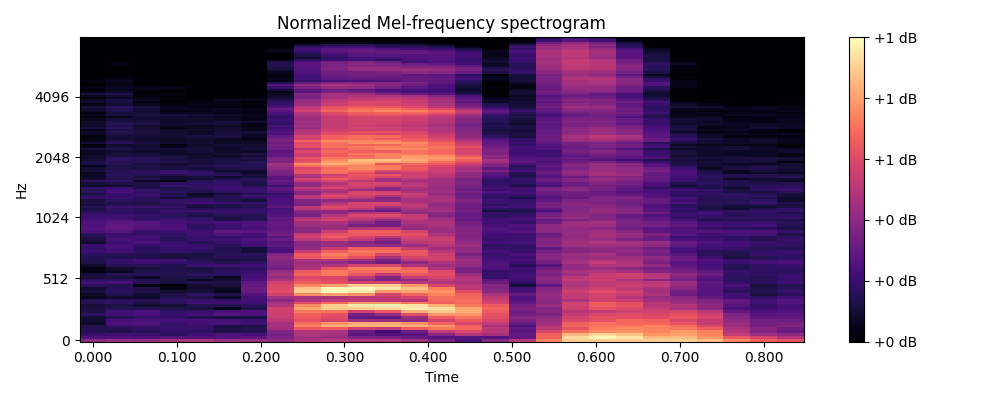 Normalized Mel-frequency spectrogram
Hz
4096
2048
1024
512
0
0.000 0.100 0.200 0.300 0.400 0.500 0.600 0.700 0.800
Time
+1 dB
+1 dB
+1 dB
+0 dB
+0 dB
+0 dB